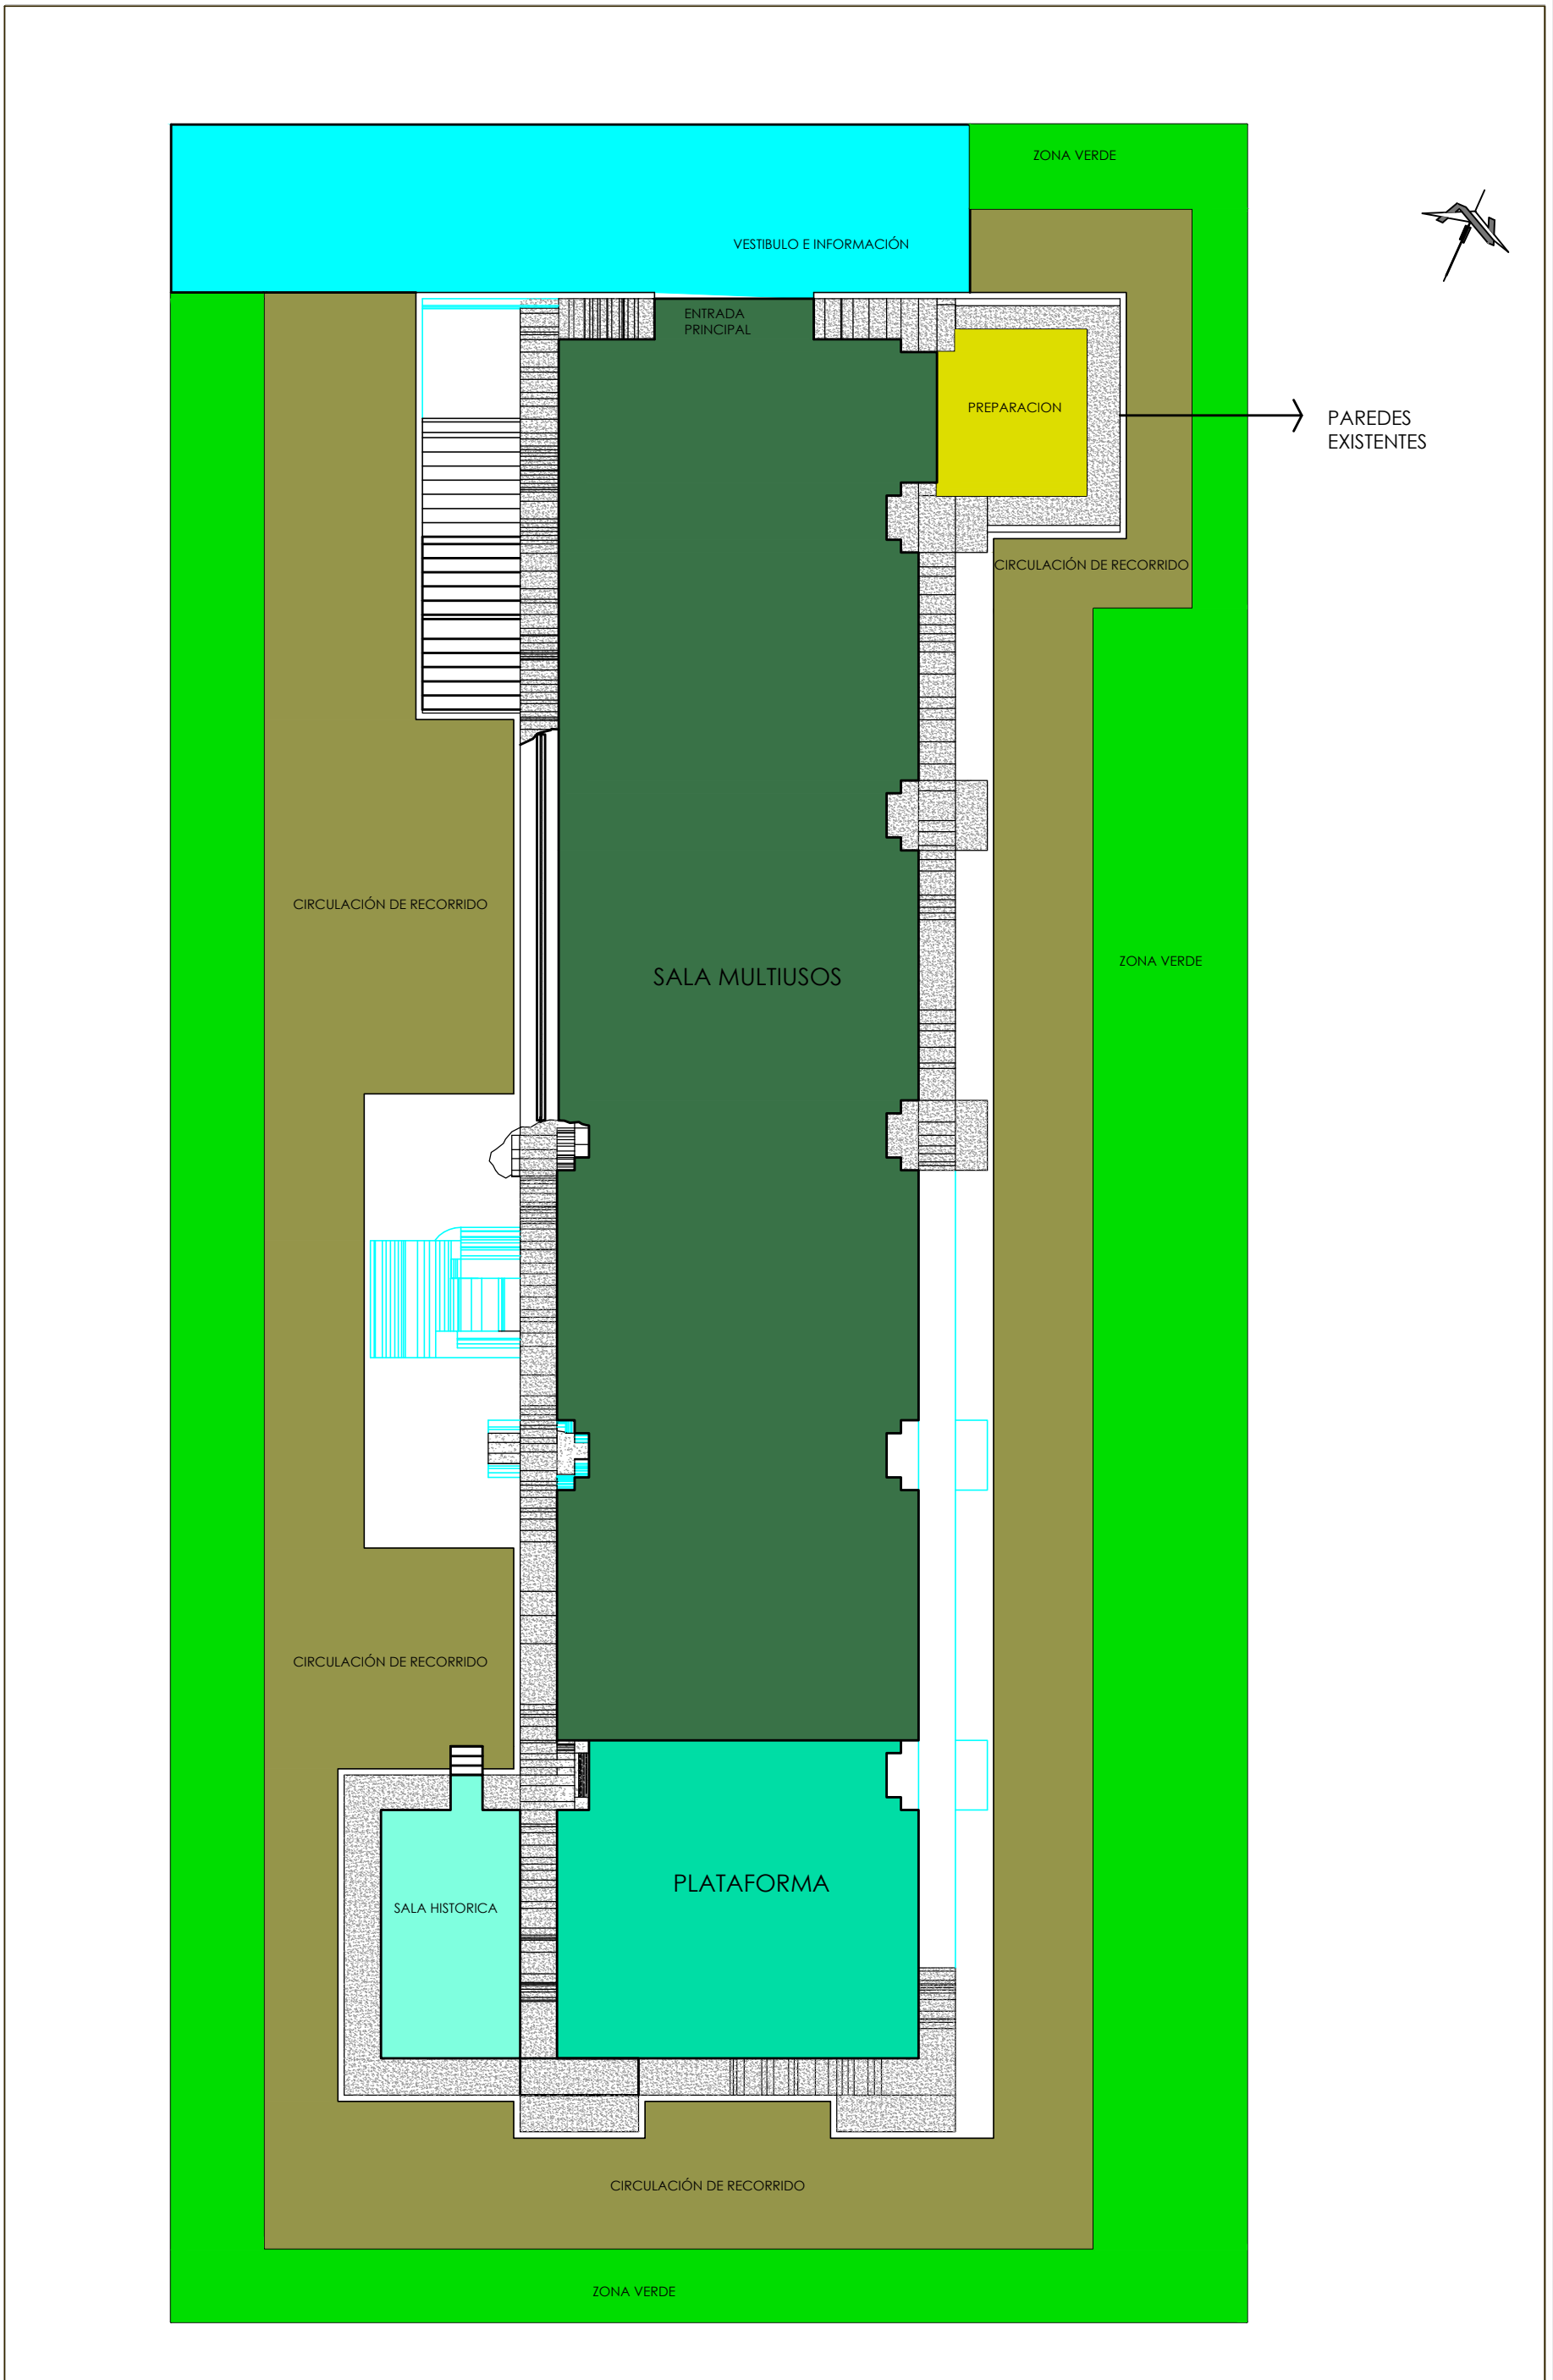 ZONA VERDE
VESTIBULO E INFORMACIÓN
ENTRADA
PRINCIPAL
PREPARACION
PAREDES
EXISTENTES
CIRCULACIÓN DE RECORRIDO
CIRCULACIÓN DE RECORRIDO
ZONA VERDE
SALA MULTIUSOS
CIRCULACIÓN DE RECORRIDO
PLATAFORMA
SALA HISTORICA
CIRCULACIÓN DE RECORRIDO
ZONA VERDE